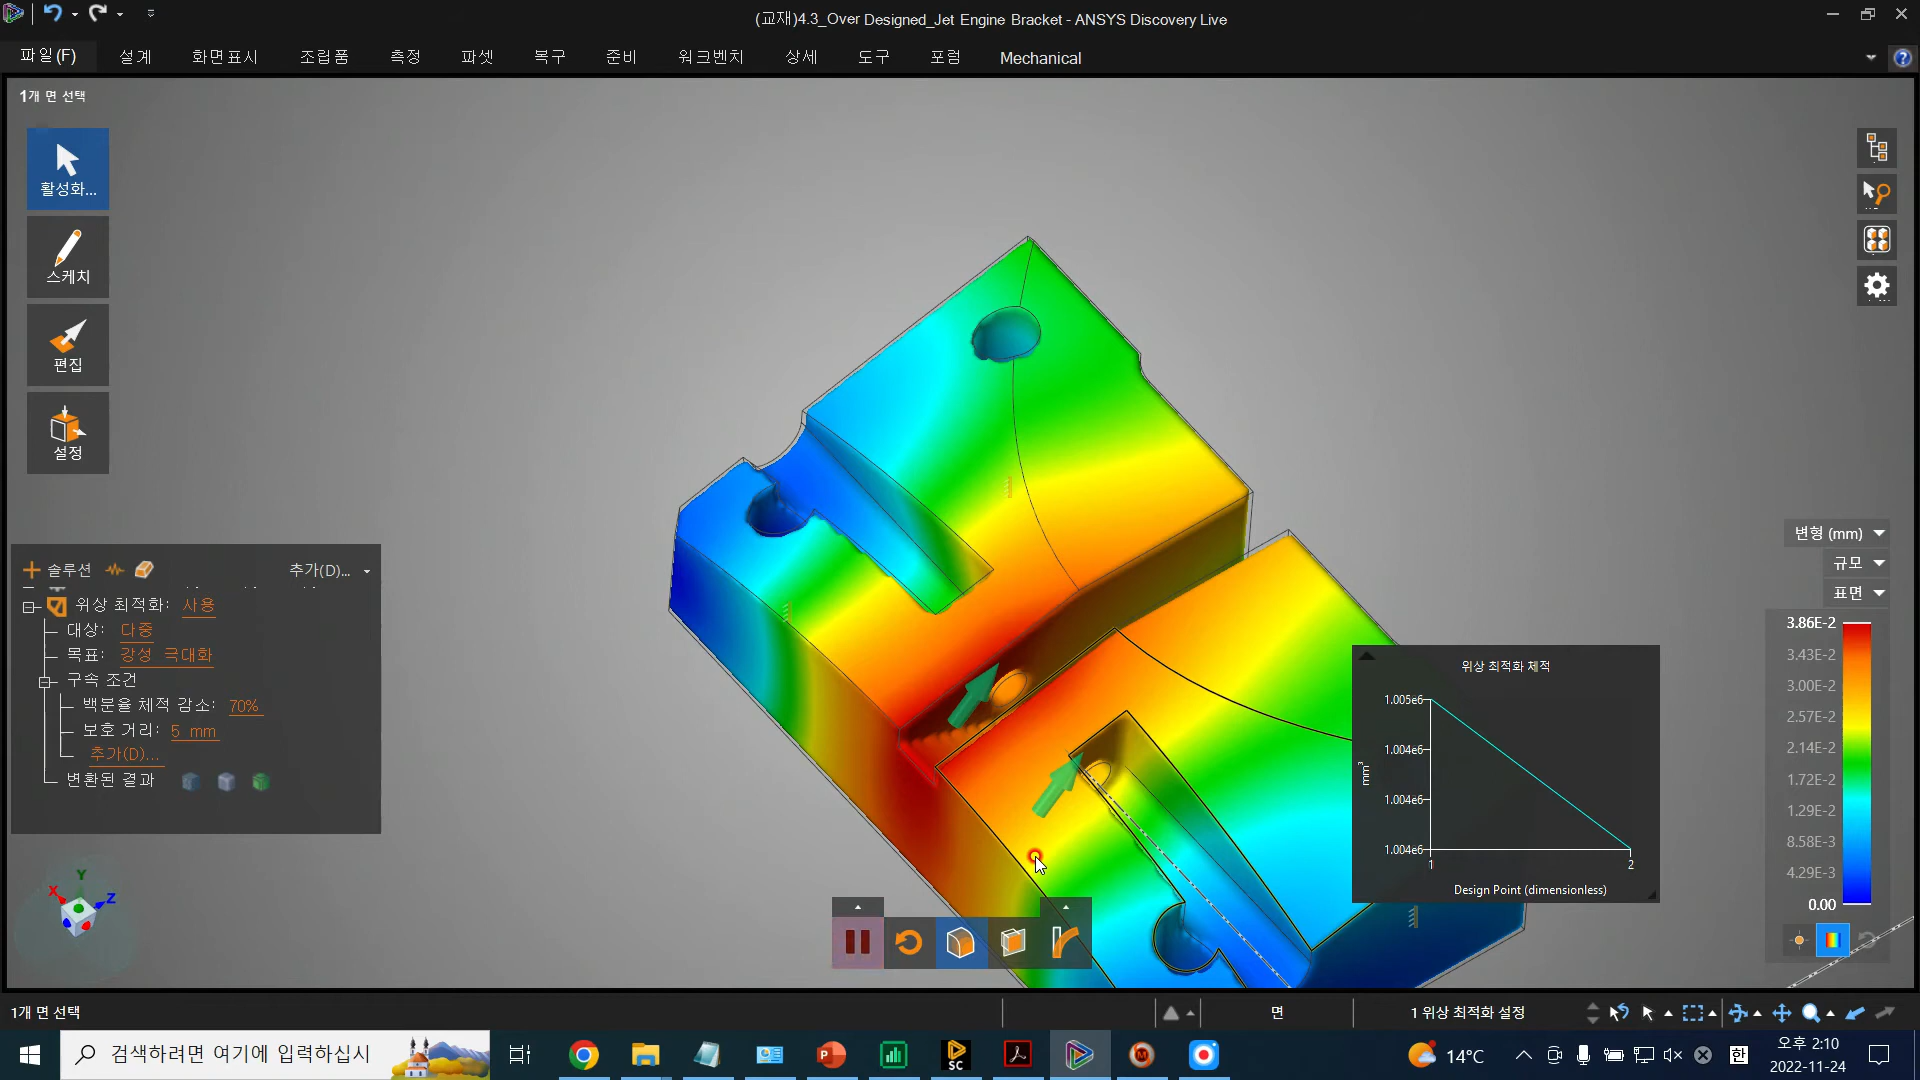 (교재)4.3_Over Designed_Jet Engine Bracket - ANSYS Discovery Live
파일(F)
설계
화면표시
조립품
측정
파셋
복구
준비
워크벤치
상세
도구
포럼
Mechanical
1개 면 선택
활성화...
스케치
편집
설정
솔루션
추가(D)...
위상 최적화: 사용
대상: 다중
목표: 강성 극대화
구속 조건
백분율 체적 감소: 70%
보호 거리: 5 mm
추가(D)...
변환된 결과
Y
X
Z
변형 (mm)
규모
표면
3.86E-2
3.43E-2
3.00E-2
2.57E-2
2.14E-2
1.72E-2
1.29E-2
8.58E-3
4.29E-3
0.00
위상 최적화 체적
1.005e6
1.004e6
1.004e6
1.004e6
mm³
1
2
Design Point (dimensionless)
1개 면 선택
면
1 위상 최적화 설정
검색하려면 여기에 입력하십시
SC
14°C
한
오후 2:10
2022-11-24